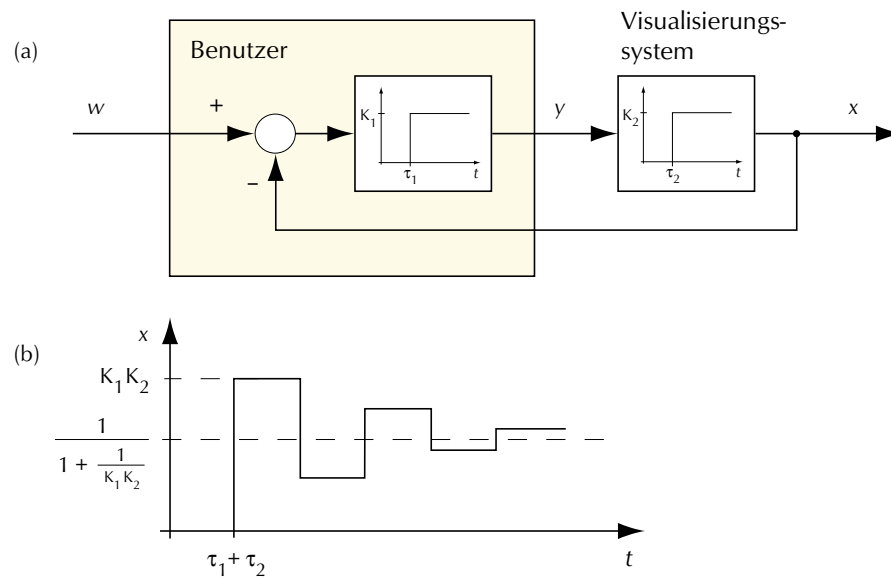 (a)
Benutzer
Visualisierungs-
system
w
+
−
K1
τ1
t
y
K2
τ2
t
x
(b)
x
K1K2
1
1 + 1
K1K2
τ1+ τ2
t